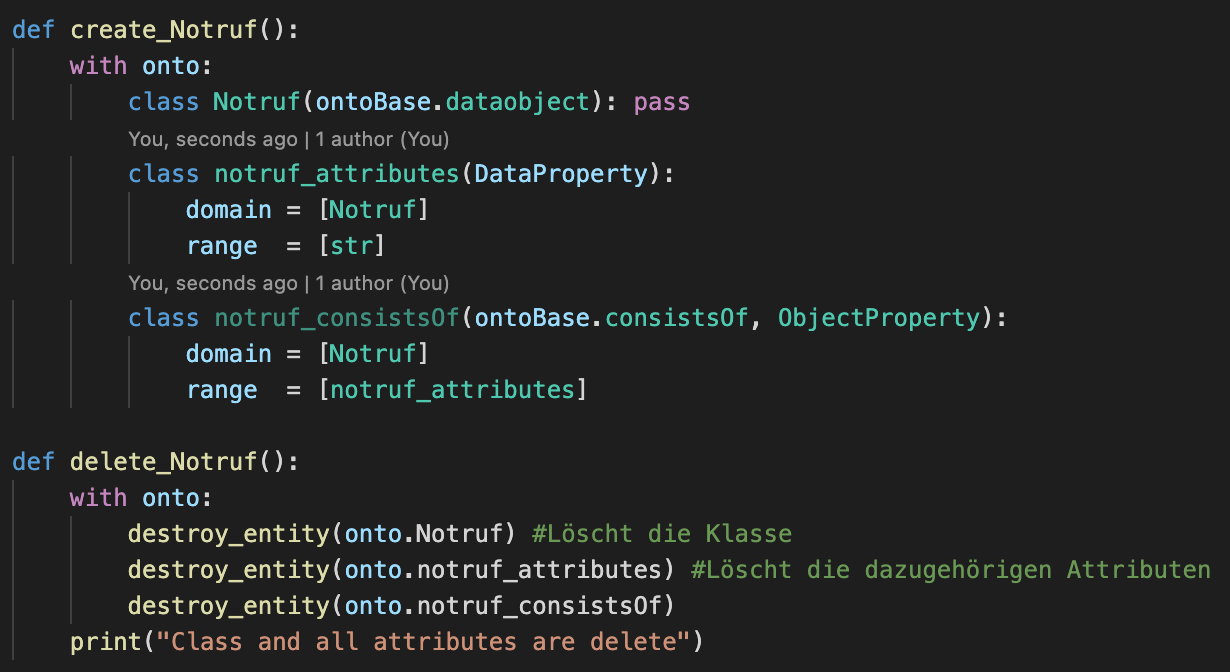 def create_Notruf():
    with onto:
        class Notruf(ontoBase.dataobject): pass
        You, seconds ago | 1 author (You)
        class notruf_attributes(DataProperty):
            domain = [Notruf]
            range  = [str]
        You, seconds ago | 1 author (You)
        class notruf_consistsOf(ontoBase.consistsOf, ObjectProperty):
            domain = [Notruf]
            range  = [notruf_attributes]

def delete_Notruf():
    with onto:
        destroy_entity(onto.Notruf) #Löscht die Klasse
        destroy_entity(onto.notruf_attributes) #Löscht die dazugehörigen Attributen
        destroy_entity(onto.notruf_consistsOf)
    print("Class and all attributes are delete")